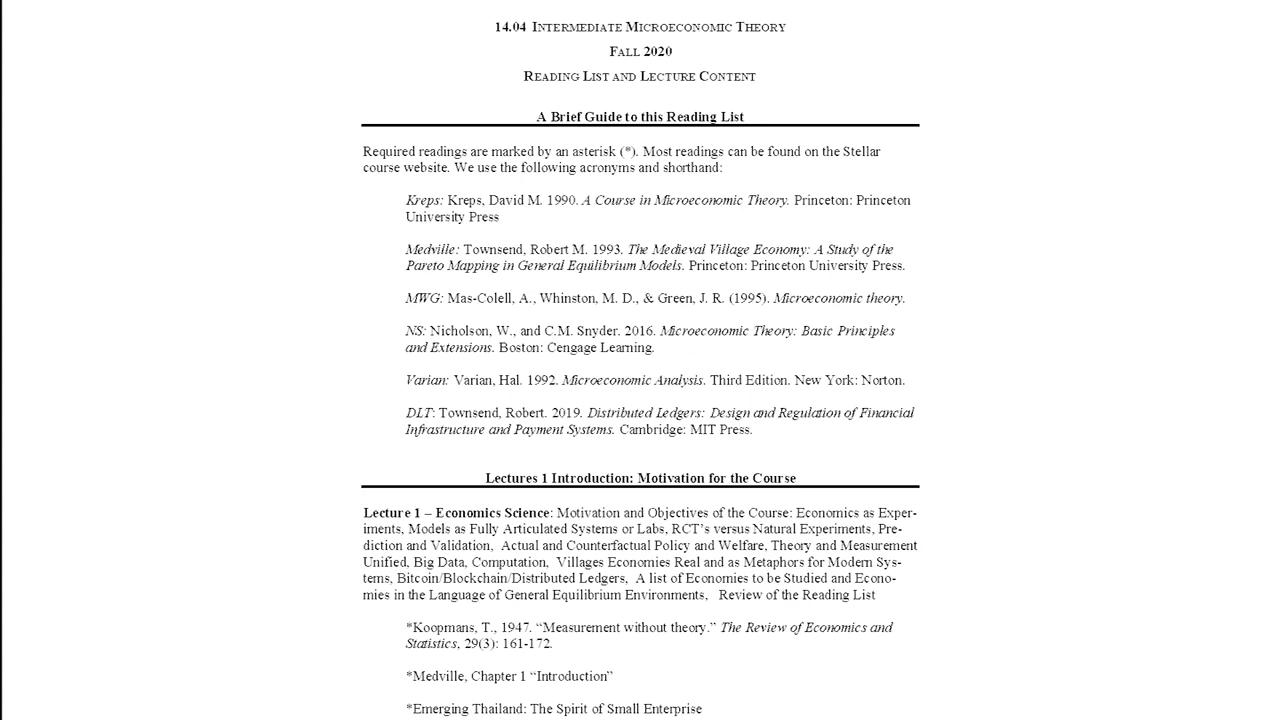 14.04 INTERMEDIATE MICROECONOMIC THEORY
FALL 2020
READING LIST AND LECTURE CONTENT
A Brief Guide to this Reading List
Required readings are marked by an asterisk (*). Most readings can be found on the Stellar
course website. We use the following acronyms and shorthand:
Kreps: Kreps, David M. 1990. A Course in Microeconomic Theory. Princeton: Princeton
University Press
Medville: Townsend, Robert M. 1993. The Medieval Village Economy: A Study of the
Pareto Mapping in General Equilibrium Models. Princeton: Princeton University Press.
MWG: Mas-Colell, A., Whinston, M. D., & Green, J. R. (1995). Microeconomic theory.
NS: Nicholson, W., and C.M. Snyder. 2016. Microeconomic Theory: Basic Principles
and Extensions. Boston: Cengage Learning.
Varian: Varian, Hal. 1992. Microeconomic Analysis. Third Edition. New York: Norton.
DLT: Townsend, Robert. 2019. Distributed Ledgers: Design and Regulation of Financial
Infrastructure and Payment Systems. Cambridge: MIT Press.
Lectures 1 Introduction: Motivation for the Course
Lecture 1 – Economics Science: Motivation and Objectives of the Course: Economics as Exper-
iments, Models as Fully Articulated Systems or Labs, RCT's versus Natural Experiments, Pre-
diction and Validation, Actual and Counterfactual Policy and Welfare, Theory and Measurement
Unified, Big Data, Computation, Villages Economies Real and as Metaphors for Modern Sys-
tems, Bitcoin/Blockchain/Distributed Ledgers, A list of Economies to be Studied and Econo-
mies in the Language of General Equilibrium Environments, Review of the Reading List
*Koopmans, T., 1947. “Measurement without theory.” The Review of Economics and
Statistics, 29(3): 161-172.
*Medville, Chapter 1 “Introduction”
*Emerging Thailand: The Spirit of Small Enterprise